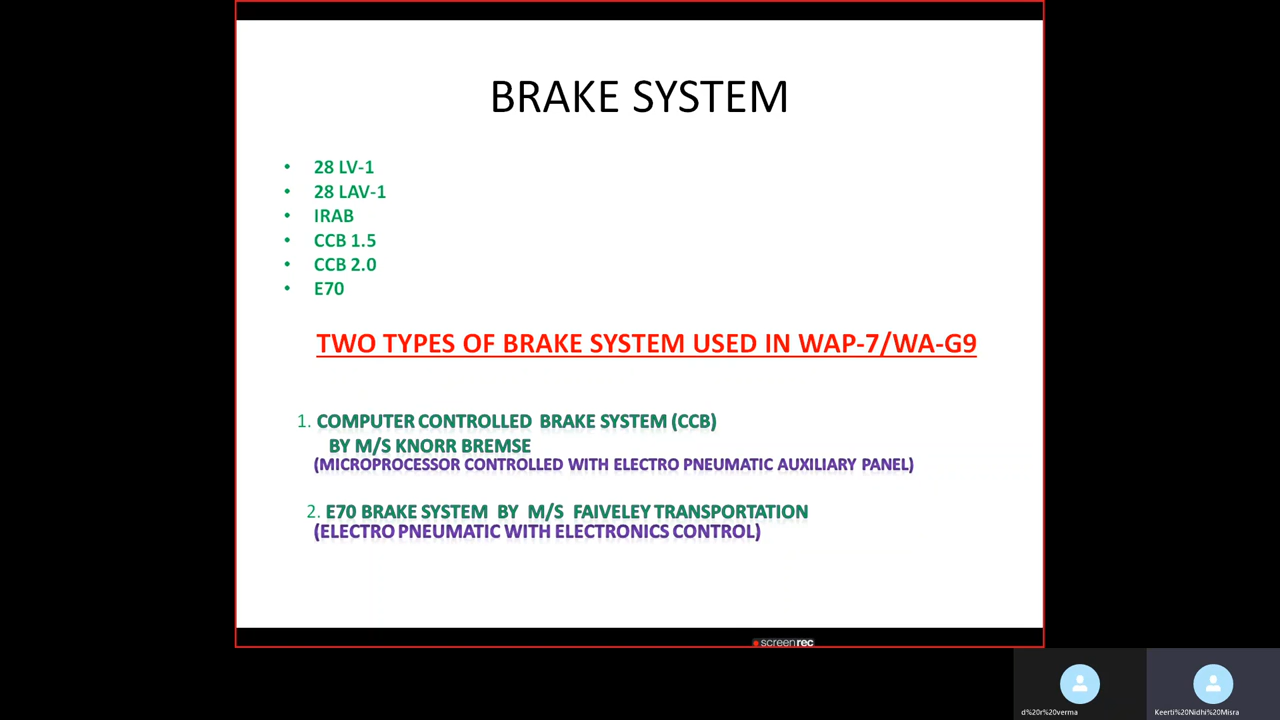 BRAKE SYSTEM
• 28 LV-1
• 28 LAV-1
• IRAB
• CCB 1.5
• CCB 2.0
• E70
TWO TYPES OF BRAKE SYSTEM USED IN WAP-7/WA-G9
1. COMPUTER CONTROLLED BRAKE SYSTEM (CCB)
BY M/S KNORR BREMSE
(MICROPROCESSOR CONTROLLED WITH ELECTRO PNEUMATIC AUXILIARY PANEL)
2. E70 BRAKE SYSTEM BY M/S FAIVELEY TRANSPORTATION
(ELECTRO PNEUMATIC WITH ELECTRONICS CONTROL)
screenrec
d%20r%20verma
Keerti%20Nidhi%20Misra